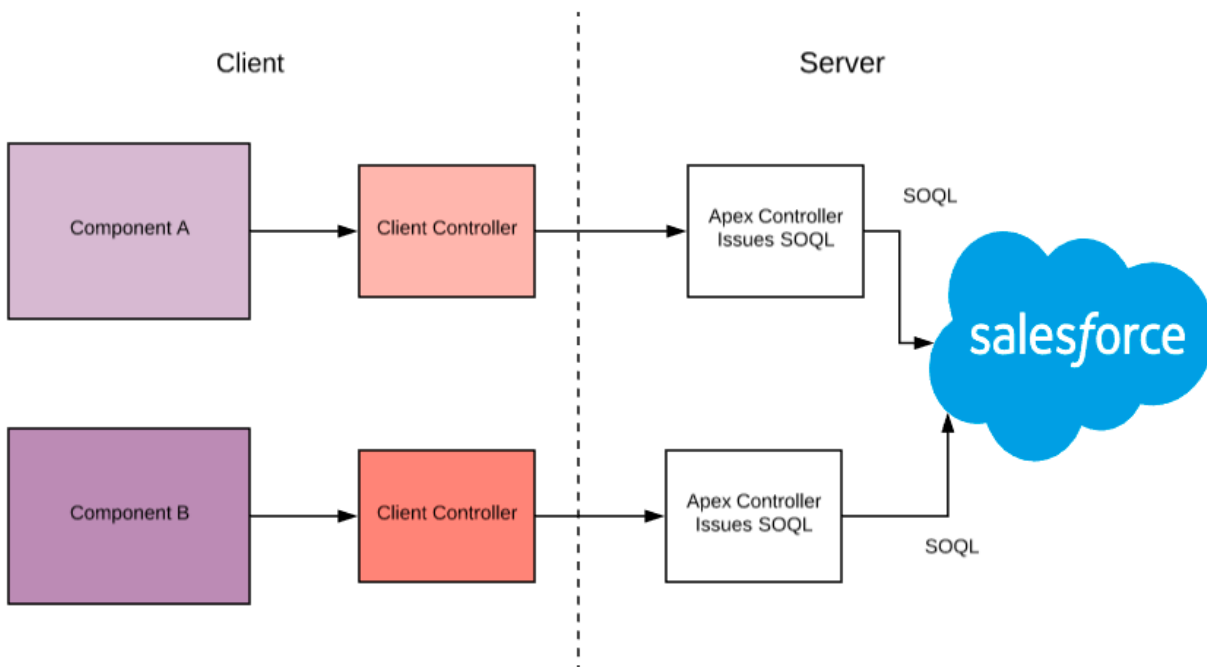 Client
Server
Component A
Client Controller
Apex Controller
Issues SOQL
SOQL
salesforce
Component B
Client Controller
Apex Controller
Issues SOQL
SOQL